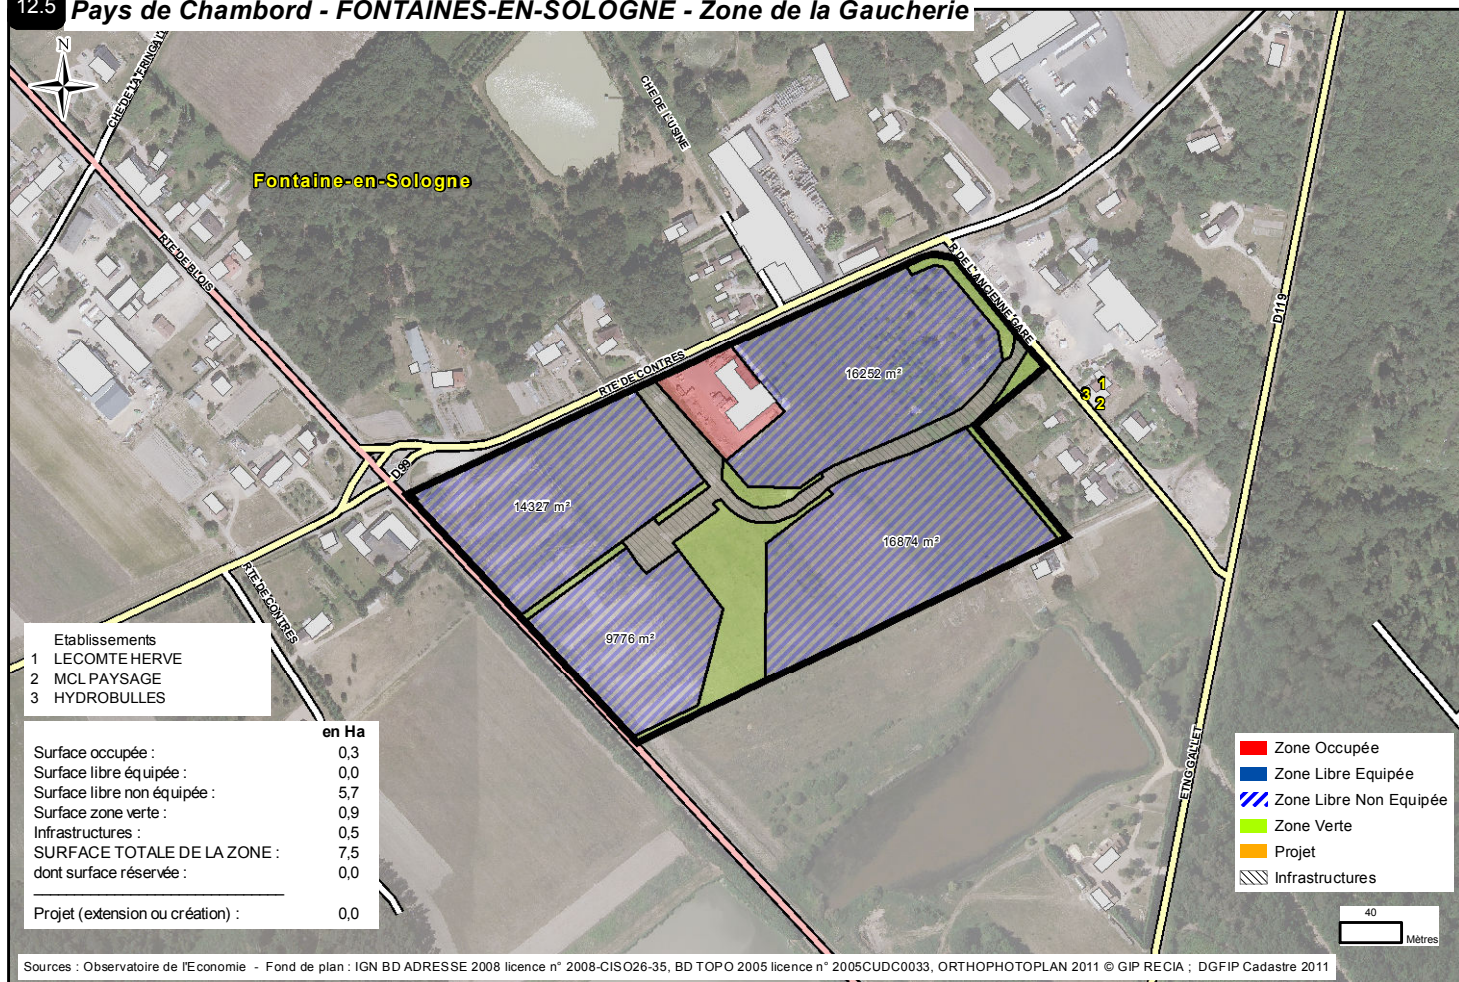 12.5 Pays de Chambord - FONTAINES-EN-SOLOGNE - Zone de la Gaucherie
N
CHE DE LA FRINGALE
CHE DE L'USINE
Fontaine-en-Sologne
RTE DE BLOIS
R DE L'ANCIENNE GARE
D119
RTE DE CONTRES
16252 m²
3 1
2
D 99
14327 m²
16874 m²
RTE DE CONTRES
9776 m²
ETNG GALLET
Etablissements
1 LECOMTE HERVE
2 MCL PAYSAGE
3 HYDROBULLES
en Ha
Surface occupée : 0,3
Surface libre équipée : 0,0
Surface libre non équipée : 5,7
Surface zone verte : 0,9
Infrastructures : 0,5
SURFACE TOTALE DE LA ZONE : 7,5
dont surface réservée : 0,0
Projet (extension ou création) : 0,0
Zone Occupée
Zone Libre Equipée
Zone Libre Non Equipée
Zone Verte
Projet
Infrastructures
40
Mètres
Sources : Observatoire de l'Economie - Fond de plan : IGN BD ADRESSE 2008 licence n° 2008-CISO26-35, BD TOPO 2005 licence n° 2005CUDC0033, ORTHOPHOTOPLAN 2011 © GIP RECIA ; DGFIP Cadastre 2011